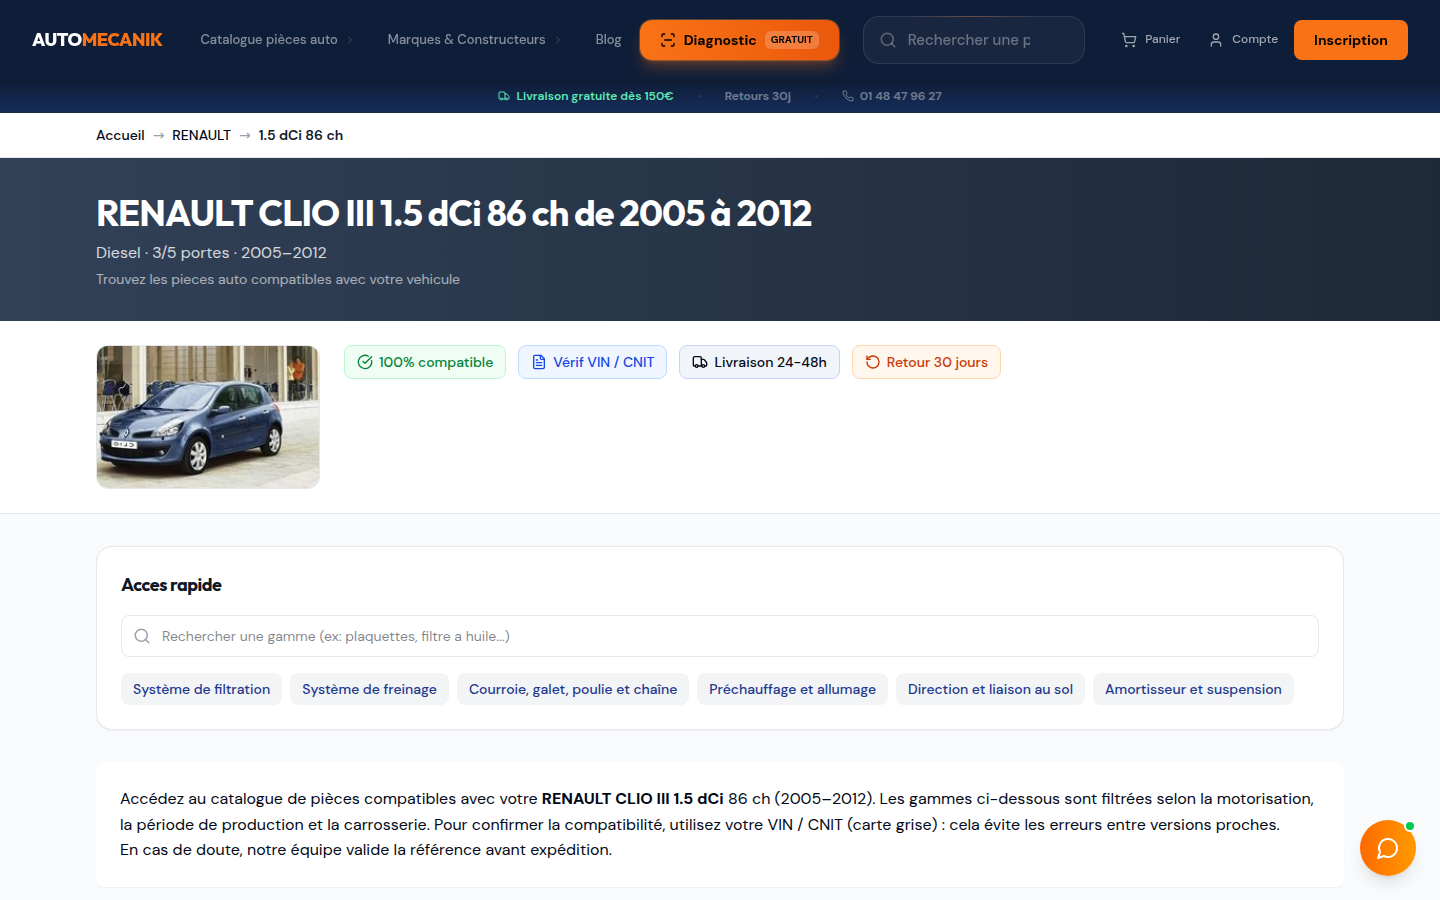 AUTOMECANIK
Catalogue pièces auto
Marques & Constructeurs
Blog
Diagnostic GRATUIT
Rechercher une p
Panier
Compte
Inscription
Livraison gratuite dès 150€ · Retours 30j · 01 48 47 96 27
Accueil → RENAULT → 1.5 dCi 86 ch
RENAULT CLIO III 1.5 dCi 86 ch de 2005 à 2012
Diesel · 3/5 portes · 2005–2012
Trouvez les pieces auto compatibles avec votre vehicule
100% compatible
Vérif VIN / CNIT
Livraison 24-48h
Retour 30 jours
Acces rapide
Rechercher une gamme (ex: plaquettes, filtre a huile...)
Système de filtration
Système de freinage
Courroie, galet, poulie et chaîne
Préchauffage et allumage
Direction et liaison au sol
Amortisseur et suspension
Accédez au catalogue de pièces compatibles avec votre RENAULT CLIO III 1.5 dCi 86 ch (2005–2012). Les gammes ci-dessous sont filtrées selon la motorisation,
la période de production et la carrosserie. Pour confirmer la compatibilité, utilisez votre VIN / CNIT (carte grise) : cela évite les erreurs entre versions proches.
En cas de doute, notre équipe valide la référence avant expédition.